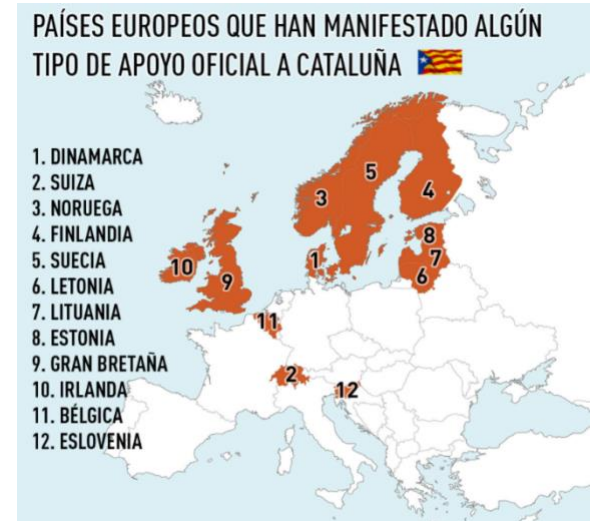 PAÍSES EUROPEOS QUE HAN MANIFESTADO ALGÚN
TIPO DE APOYO OFICIAL A CATALUÑA
1. DINAMARCA
2. SUIZA
3. NORUEGA
4. FINLANDIA
5. SUECIA
6. LETONIA
7. LITUANIA
8. ESTONIA
9. GRAN BRETAÑA
10. IRLANDA
11. BÉLGICA
12. ESLOVENIA
5
4
3
8
1
7
10
6
9
11
2
12